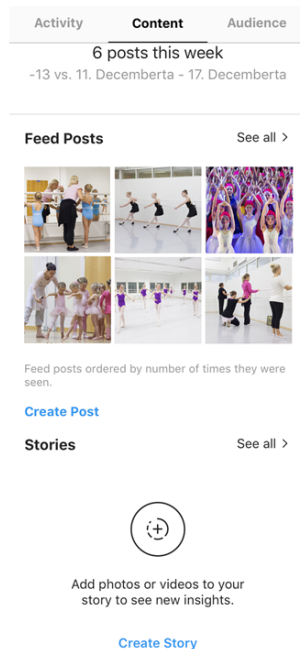 Activity Content Audience
6 posts this week
-13 vs. 11. Decemberta - 17. Decemberta
Feed Posts See all >
Feed posts ordered by number of times they were
seen.
Create Post
Stories See all >
Add photos or videos to your
story to see new insights.
Create Story